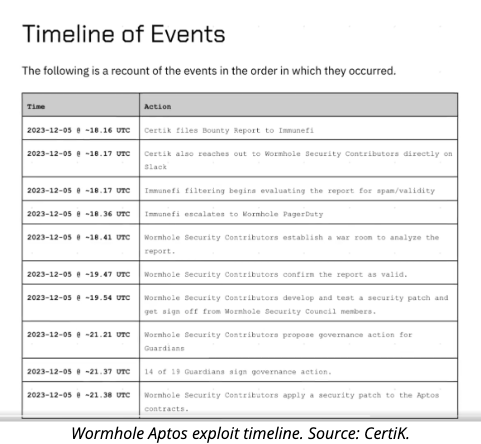 Timeline of Events
The following is a recount of the events in the order in which they occurred.
Time Action
2023-12-05 @ ~18.16 UTC Certik files Bounty Report to Immunefi
2023-12-05 @ ~18.17 UTC Certik also reaches out to Wormhole Security Contributors directly on
Slack
2023-12-05 @ ~18.17 UTC Immunefi filtering begins evaluating the report for spam/validity
2023-12-05 @ ~18.36 UTC Immunefi escalates to Wormhole PagerDuty
2023-12-05 @ ~18.41 UTC Wormhole Security Contributors establish a war room to analyze the
report.
2023-12-05 @ ~19.47 UTC Wormhole Security Contributors confirm the report as valid.
2023-12-05 @ ~19.54 UTC Wormhole Security Contributors develop and test a security patch and
get sign off from Wormhole Security Council members.
2023-12-05 @ ~21.21 UTC Wormhole Security Contributors propose governance action for
Guardians
2023-12-05 @ ~21.37 UTC 14 of 19 Guardians sign governance action.
2023-12-05 @ ~21.38 UTC Wormhole Security Contributors apply a security patch to the Aptos
contracts.
Wormhole Aptos exploit timeline. Source: CertiK.